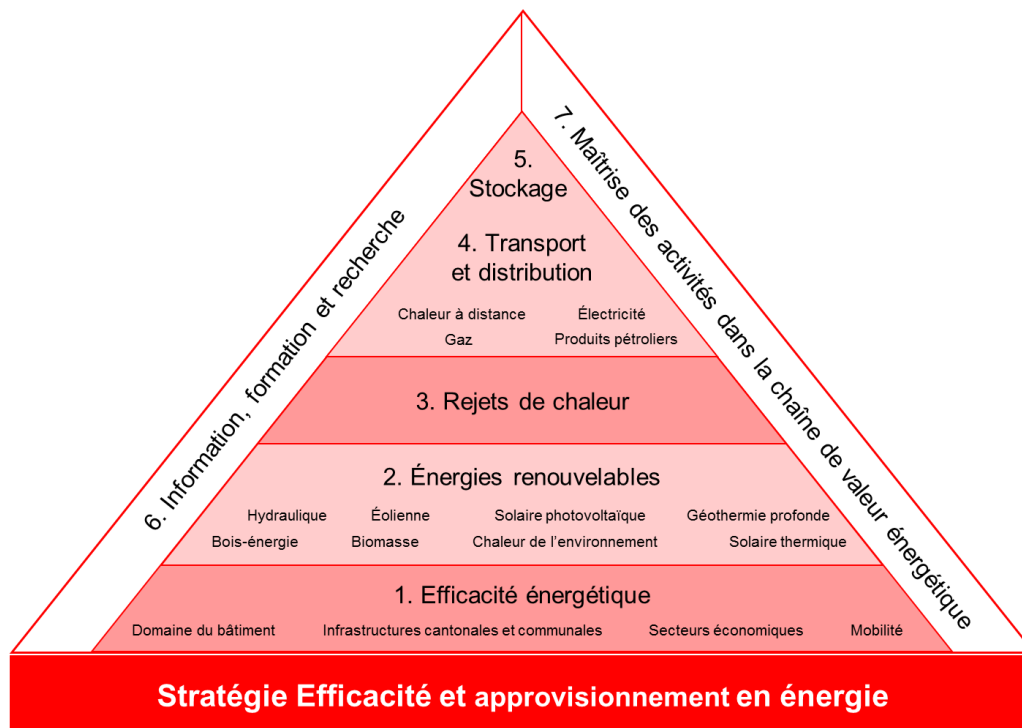 7. Maîtrise des activités dans la chaîne de valeur énergétique
6. Information, formation et recherche
5.
Stockage
4. Transport
et distribution
Chaleur à distance Électricité
Gaz Produits pétroliers
3. Rejets de chaleur
2. Énergies renouvelables
Hydraulique Éolienne Solaire photovoltaïque Géothermie profonde
Bois-énergie Biomasse Chaleur de l’environnement Solaire thermique
1. Efficacité énergétique
Domaine du bâtiment Infrastructures cantonales et communales Secteurs économiques Mobilité
Stratégie Efficacité et approvisionnement en énergie